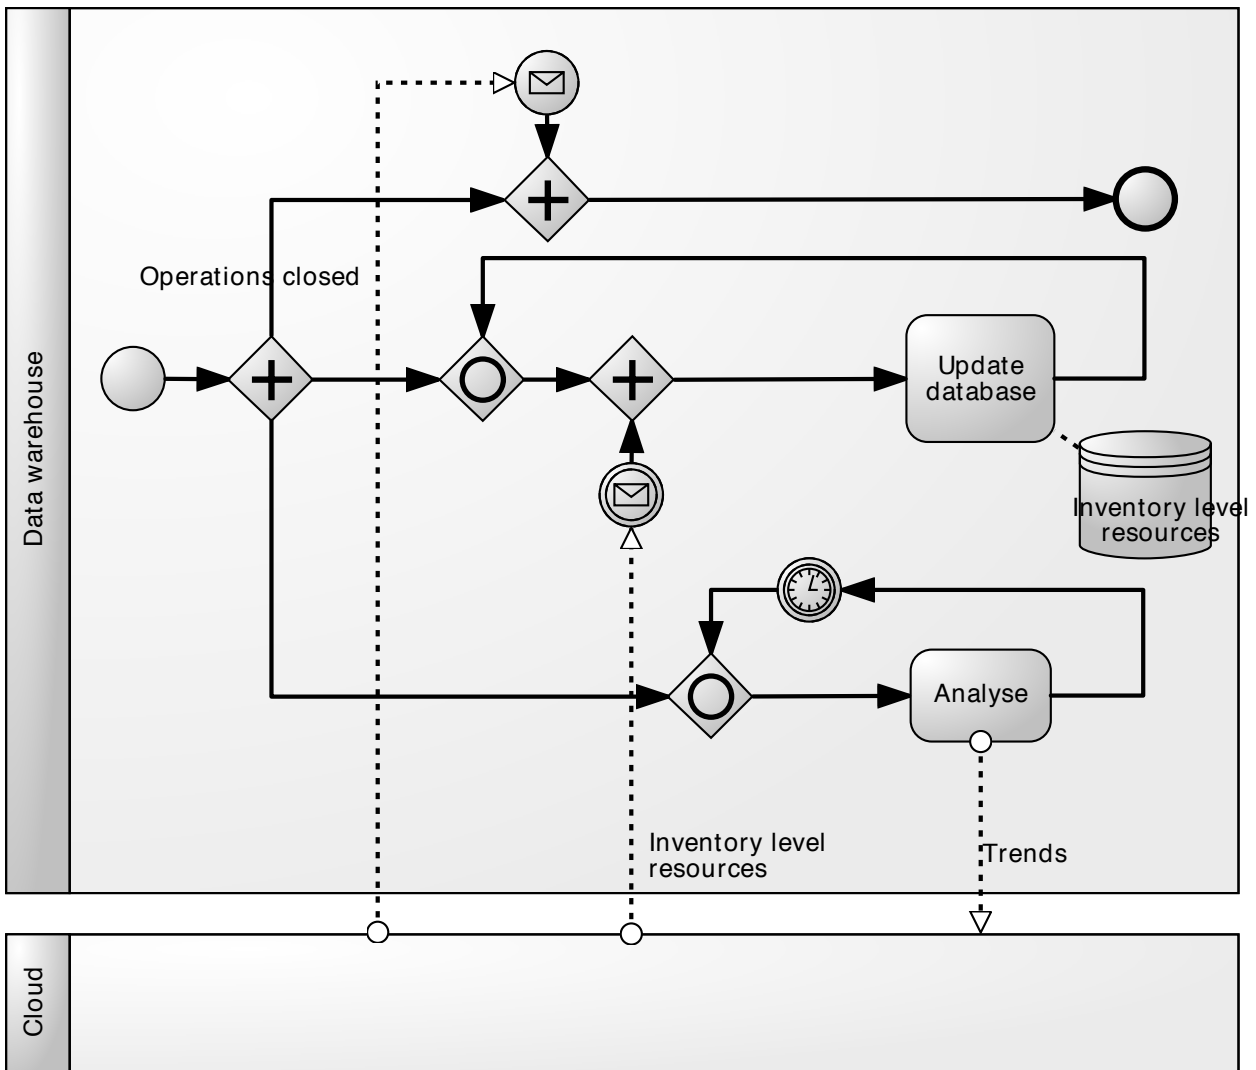 Data warehouse
Operations closed
Update
database
Inventory level
resources
Analyse
Inventory level
resources
Trends
Cloud